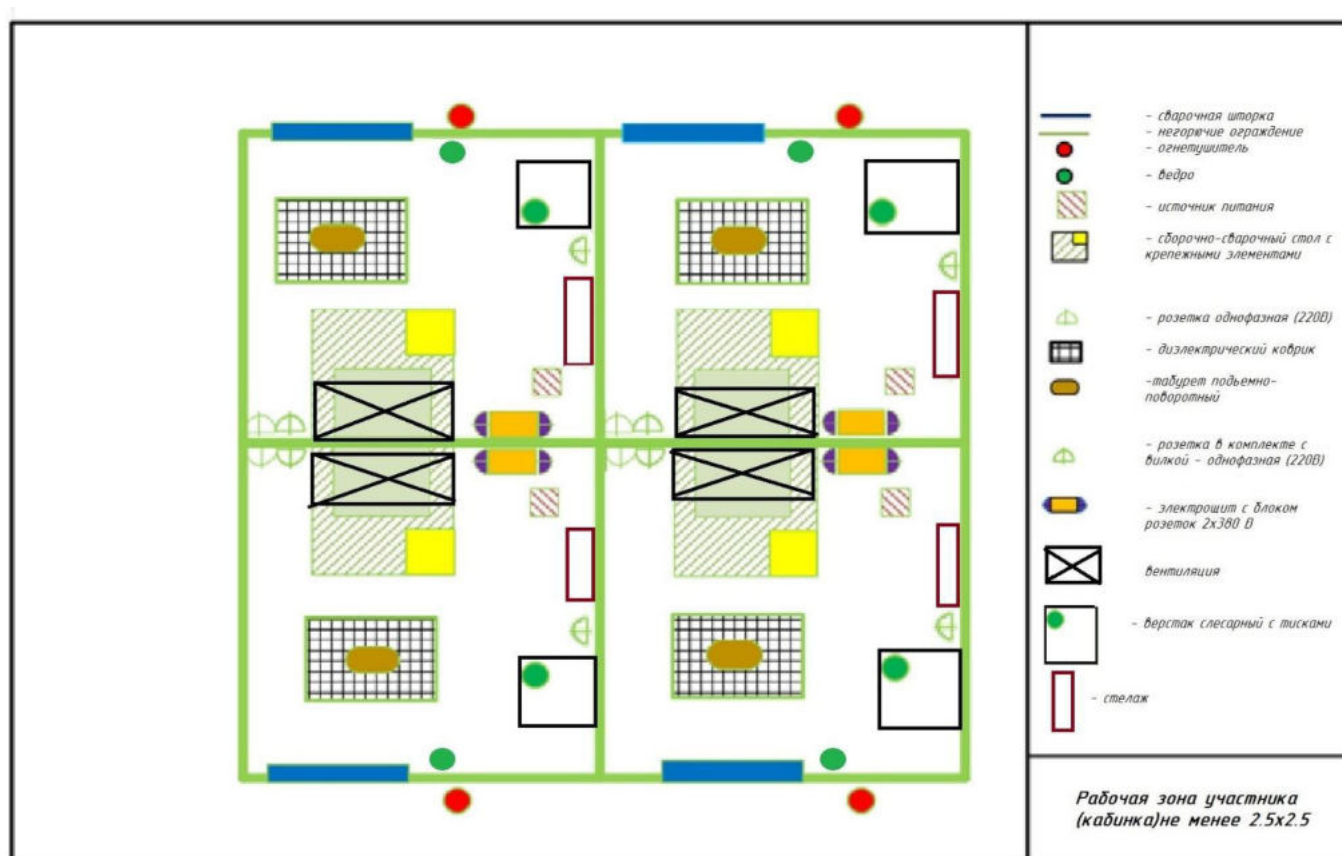 - сварочная шторка
- негорючие ограждение
- огнетушитель
- ведро
- источник питания
- сборочно-сварочный стол с
крепежными элементами
- розетка однофазная (220В)
- диэлектрический коврик
-табурет подъемно-
поворотный
- розетка в комплекте с
вилкой - однофазная (220В)
- электрощит с блоком
розеток 2х380 В
вентиляция
- верстак слесарный с тисками
- стелаж
Рабочая зона участника
(кабинка)не менее 2.5х2.5